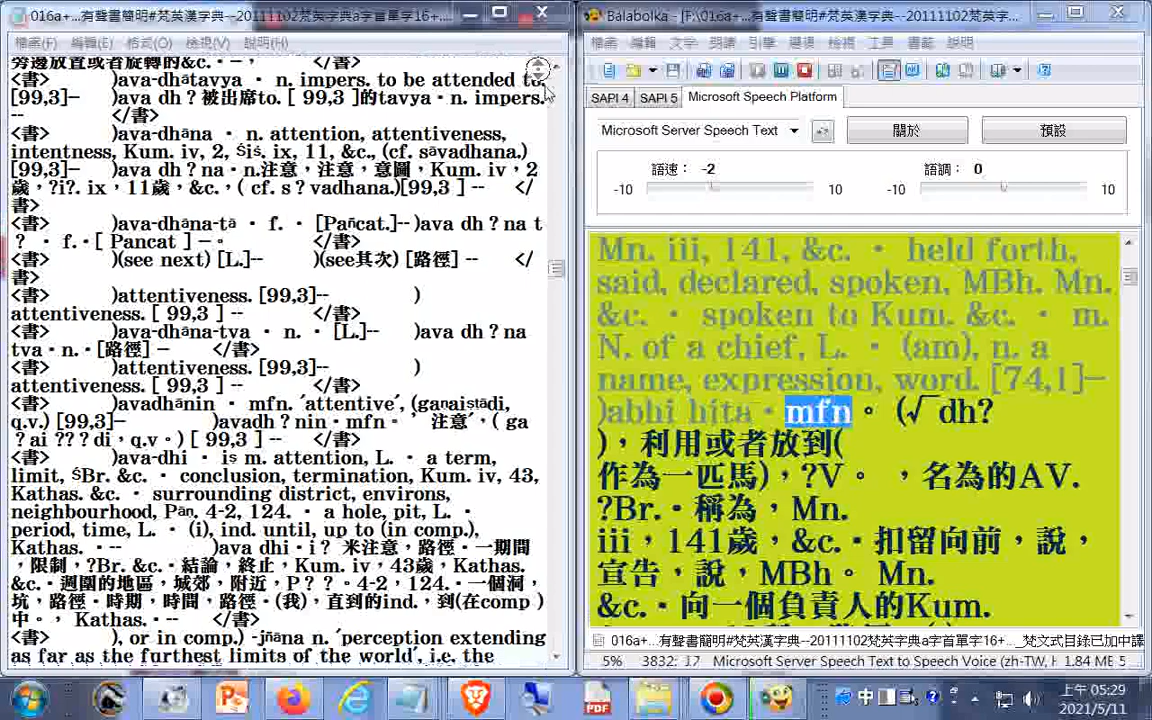 016a+...有聲書簡明#梵英漢字典--20111102梵英字典a字首單字16+...
檔案(F) 編輯(E) 格式(O) 檢視(V) 說明(H)
旁邊放置或者旋轉的&c.·－, </書>
<書> )ava-dhātavya · n. impers. to be attended to.
[99,3]– )ava dh ? 被出席to. [ 99,3 ]的tavya·n. impers.
-- </書>
<書> )ava-dhāna · n. attention, attentiveness,
intentness, Kum. iv, 2, Śiś. ix, 11, &c., (cf. sāvadhana.)
[99,3]– )ava dh ? na·n.注意，注意，意圖，Kum. iv，2
歲，?i?. ix，11歲，&c.，( cf. s ? vadhana.)[99,3 ] -- </
書>
<書> )ava-dhāna-tā · f. · [Pañcat.]--)ava dh ? na t
? · f.·[ Pancat ] –·。 </書>
<書> )(see next) [L.]-- )(see其次) [路徑] -- </
書>
<書> )attentiveness. [99,3]-- )
attentiveness. [ 99,3 ] -- </書>
<書> )ava-dhāna-tva · n. · [L.]-- )ava dh ? na
tva·n.·[路徑]-- </書>
<書> )attentiveness. [99,3]-- )
attentiveness. [ 99,3 ] -- </書>
<書> )avadhānin · mfn. 'attentive', (gaṇaiṣṭādi,
q.v.) [99,3]-- )avadh ? nin·mfn。 '注意'，( ga
? ai ??? di，q.v。) [ 99,3 ] -- </書>
<書> )ava-dhi · iṣ m. attention, L. · a term,
limit, ŚBr. &c. · conclusion, termination, Kum. iv, 43,
Kathas. &c. · surrounding district, environs,
neighbourhood, Pāṇ. 4-2, 124. · a hole, pit, L. ·
period, time, L. · (i), ind. until, up to (in comp.),
Kathas. ·-- )ava dhi·i ? 米注意，路徑·一期間
，限制，?Br. &c.·結論，終止，Kum. iv，43歲，Kathas.
&c.·週圍的地區，城郊，附近，P ? ?。4-2，124.·一個洞，
坑，路徑·時期，時間，路徑·(我)，直到的ind.，到(在comp )
中。，Kathas.·-- </書>
<書> ), or in comp.) -jñāna n. 'perception extending
as far as the furthest limits of the world', i.e. the
Balabolka - [F:\016a+...有聲書簡明#梵英漢字典--20111102梵英字...
檔案 編輯 文字 朗讀 引擎 選項 檢視 工具 書籤 說明
SAPI 4 SAPI 5 Microsoft Speech Platform
Microsoft Server Speech Text 關於 預設
語速： -2 語調： 0
-10 10 -10 10
Mn. iii, 141, &c. · held forth,
said, declared, spoken, MBh. Mn.
&c. · spoken to Kum. &c. · m.
N. of a chief, L. · (am), n. a
name, expression, word. [74,1]–
)abhi hita·mfn。 (√ dh?
)，利用或者放到(
作為一匹馬)，?V。 ，名為的AV.
?Br.·稱為，Mn.
iii，141歲，&c.·扣留向前，說，
宣告，說，MBh。 Mn.
&c.·向一個負責人的Kum.
016a+...有聲書簡明#梵英漢字典--20111102梵英字典a字首單字16+..._梵文式目錄已加中譯
5% 3832: 17 Microsoft Server Speech Text to Speech Voice (zh-TW, H 1.84 MB 5
中 上午 05:29
2021/5/11